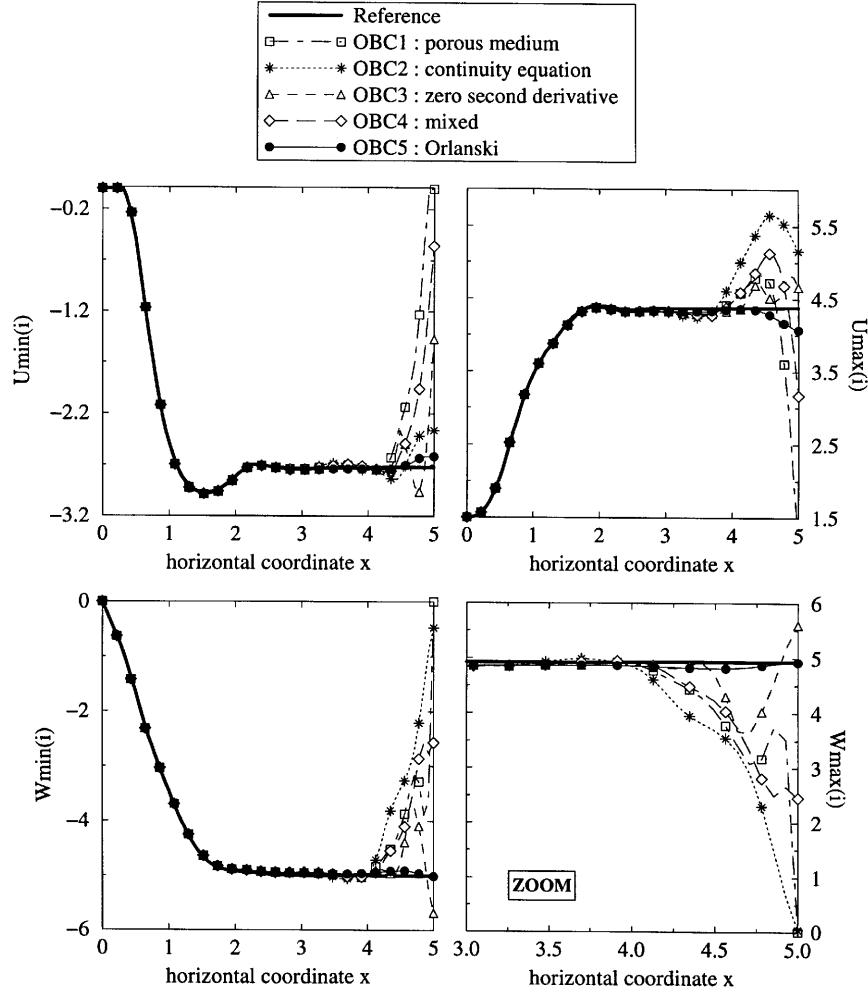 Reference
OBC1 : porous medium
OBC2 : continuity equation
OBC3 : zero second derivative
OBC4 : mixed
OBC5 : Orlanski
−0.2
−1.2
−2.2
−3.2
Umin(i)
0 1 2 3 4 5
horizontal coordinate x
5.5
4.5
3.5
2.5
1.5
Umax(i)
0 1 2 3 4 5
horizontal coordinate x
0
−2
−4
−6
Wmin(i)
0 1 2 3 4 5
horizontal coordinate x
6
5
4
3
2
1
0
Wmax(i)
ZOOM
3.0 3.5 4.0 4.5 5.0
horizontal coordinate x